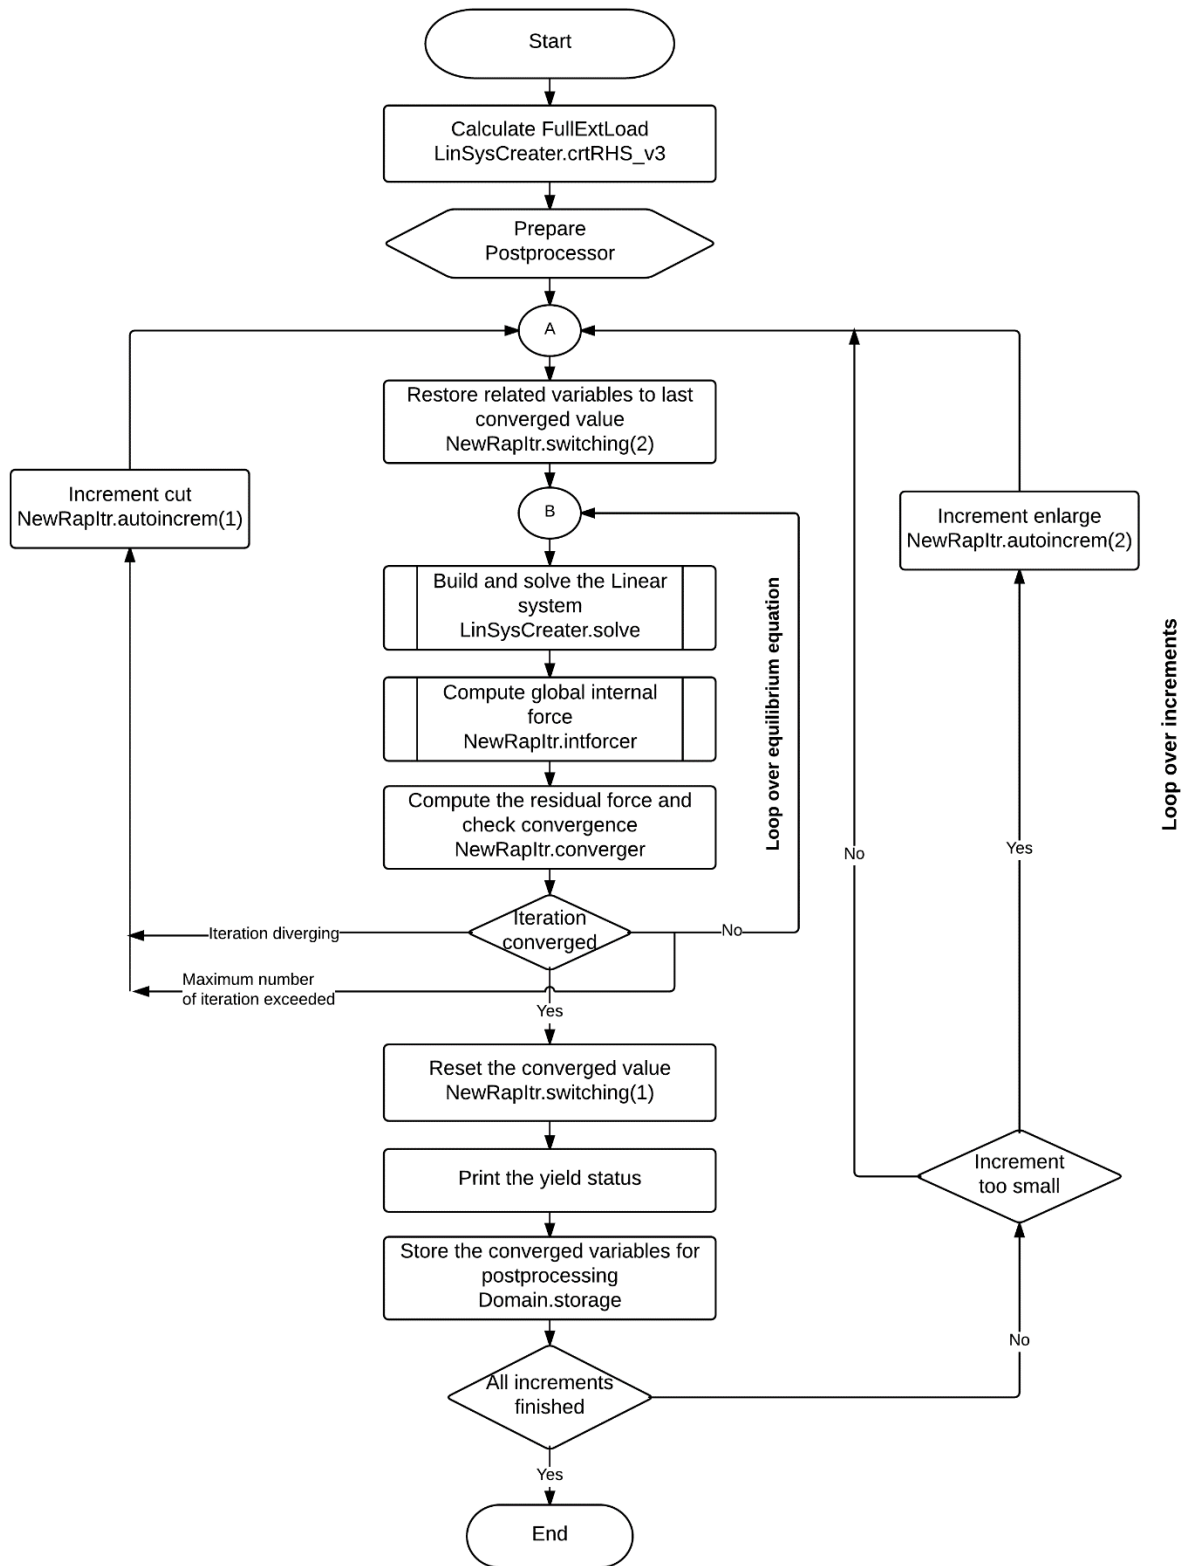 Start
Calculate FullExtLoad
LinSysCreater.crtRHS_v3
Prepare
Postprocessor
A
Restore related variables to last
converged value
NewRapItr.switching(2)
Increment cut
NewRapItr.autoincrem(1)
B
Increment enlarge
NewRapItr.autoincrem(2)
Build and solve the Linear
system
LinSysCreater.solve
Loop over equilibrium equation
Loop over increments
Compute global internal
force
NewRapItr.intforcer
Compute the residual force and
check convergence
NewRapItr.converger
No
Yes
Iteration
converged
Iteration diverging
No
Maximum number
of iteration exceeded
Yes
Reset the converged value
NewRapItr.switching(1)
Print the yield status
Increment
too small
Store the converged variables for
postprocessing
Domain.storage
No
All increments
finished
Yes
End